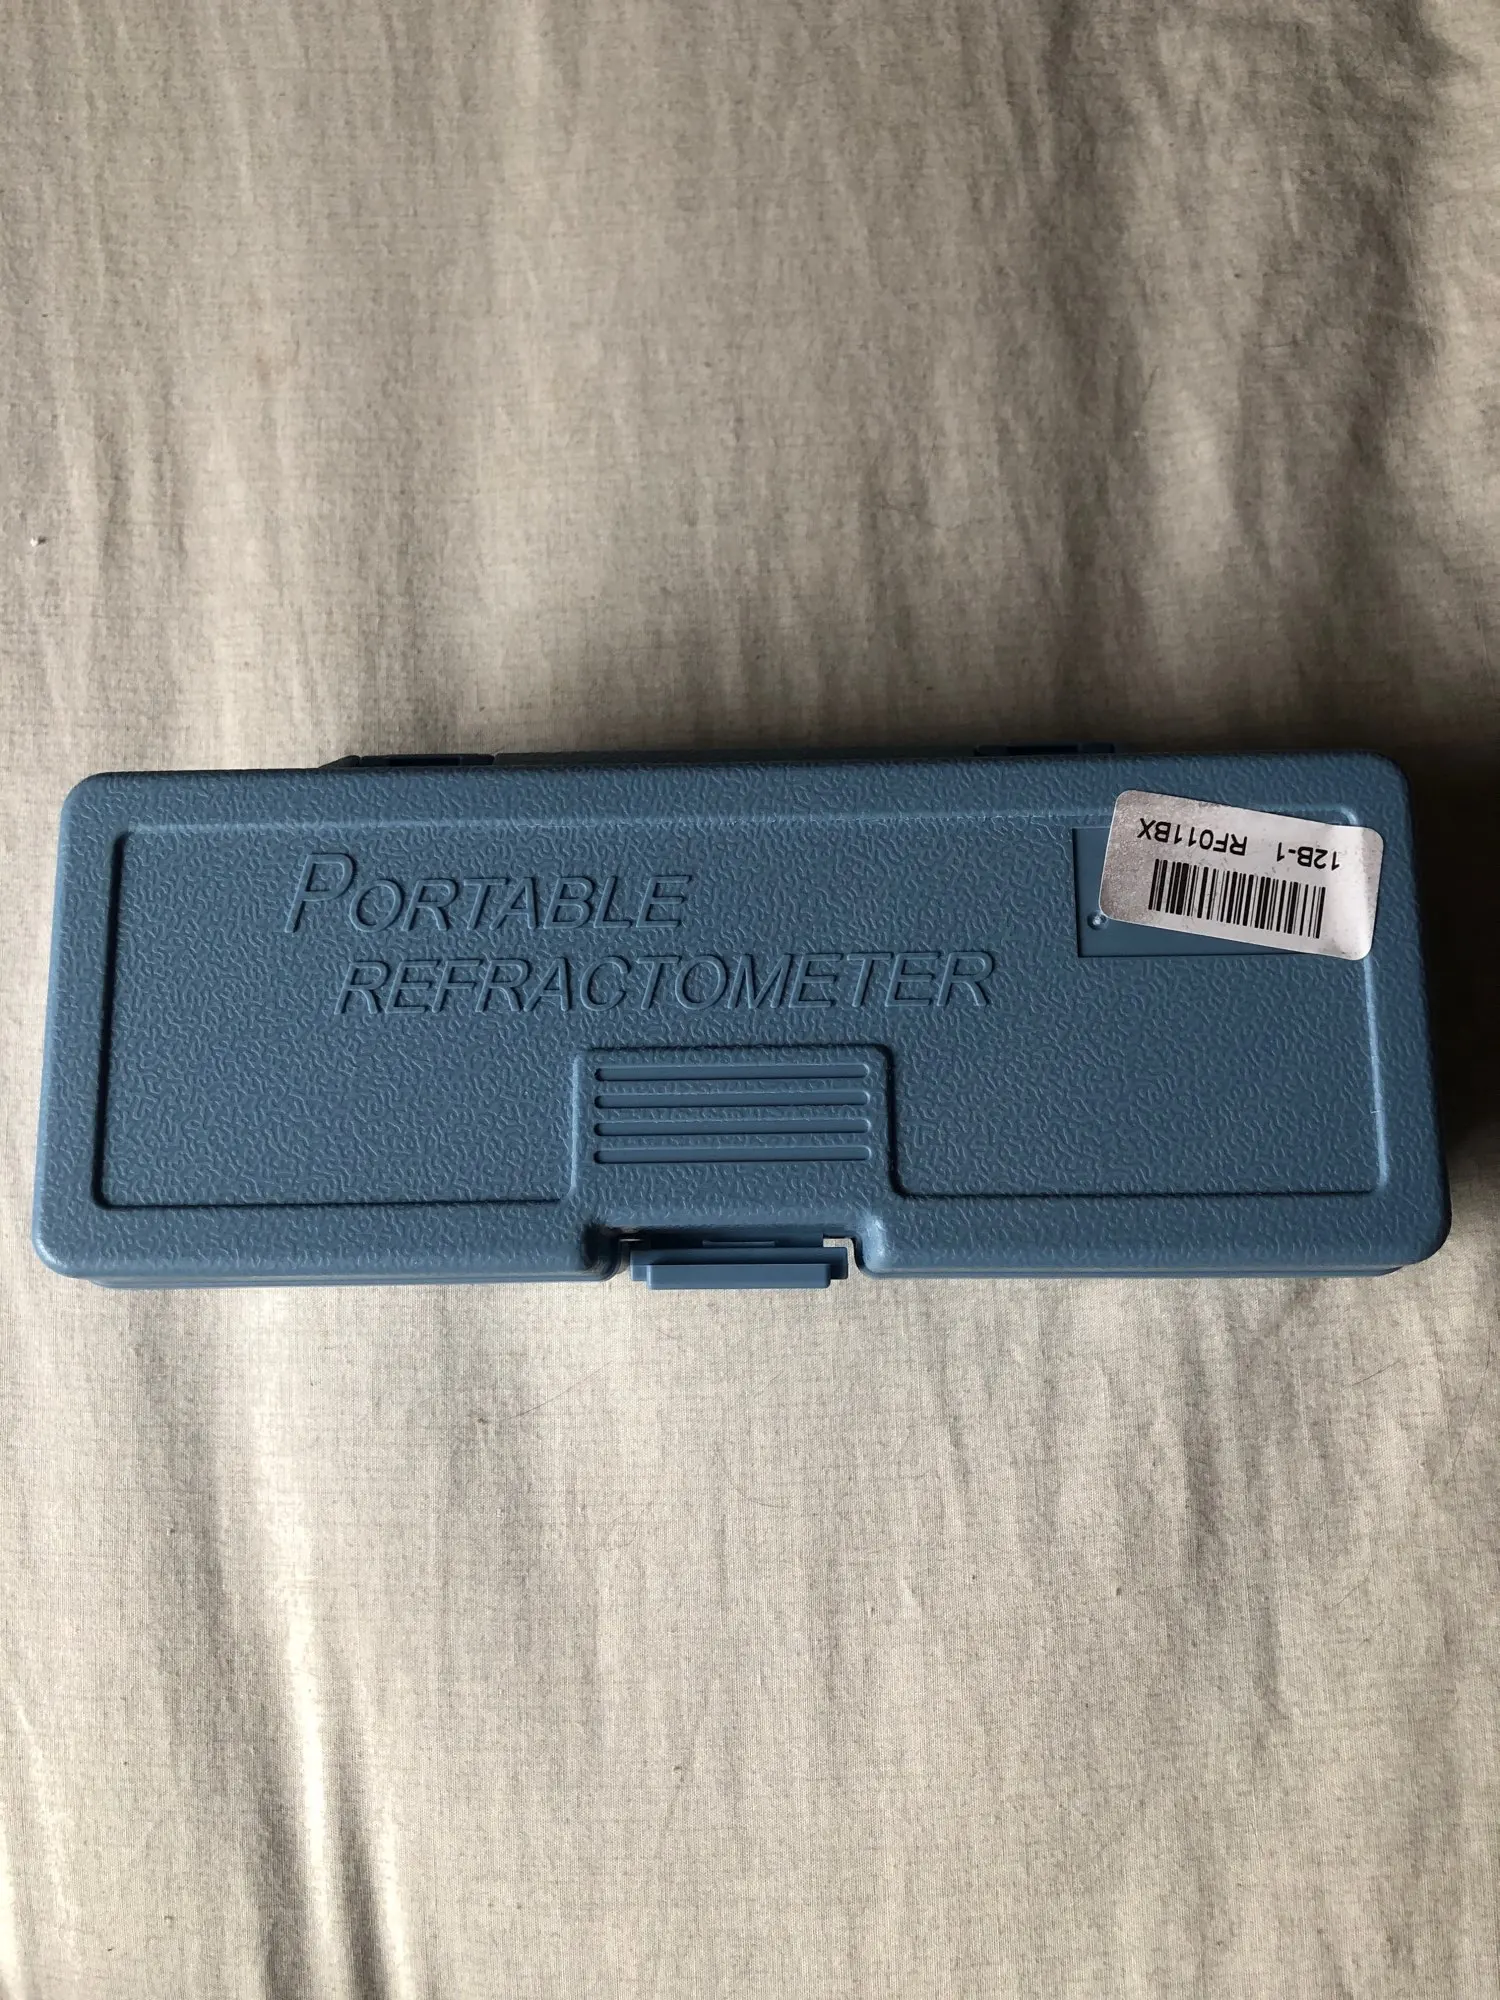 PORTABLE
REFRACTOMETER
12B-1 RF011BX